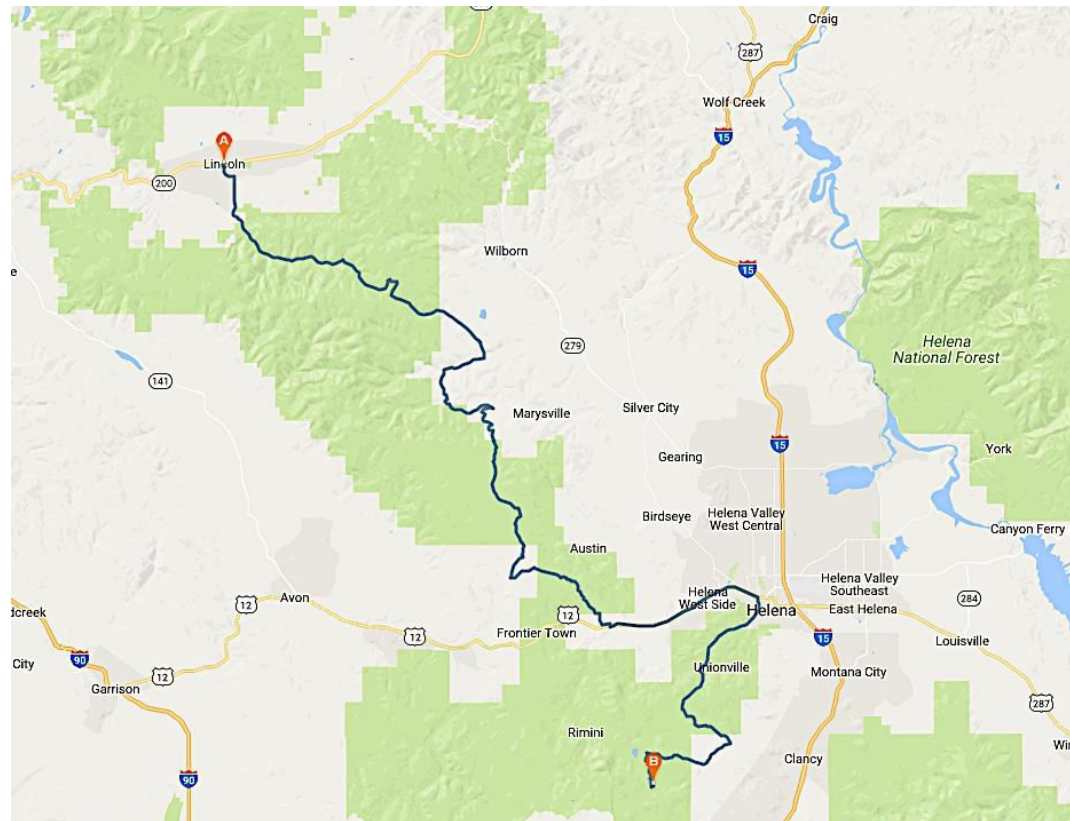 287
Craig
287
Wolf Creek
15
A
Lincoln
200
Wilborn
15
e
Helena
National Forest
279
141
Marysville
Silver City
15
York
Gearing
Helena Valley
West Central
Birdseye
Canyon Ferry
Austin
Helena
West Side
Helena Valley
Southeast
12
Avon
284
dcreek
12
Helena
East Helena
12
Frontier Town
15
Louisville
City
90
12
Garrison
Unionville
Montana City
287
Rimini
Win
B
Clancy
90